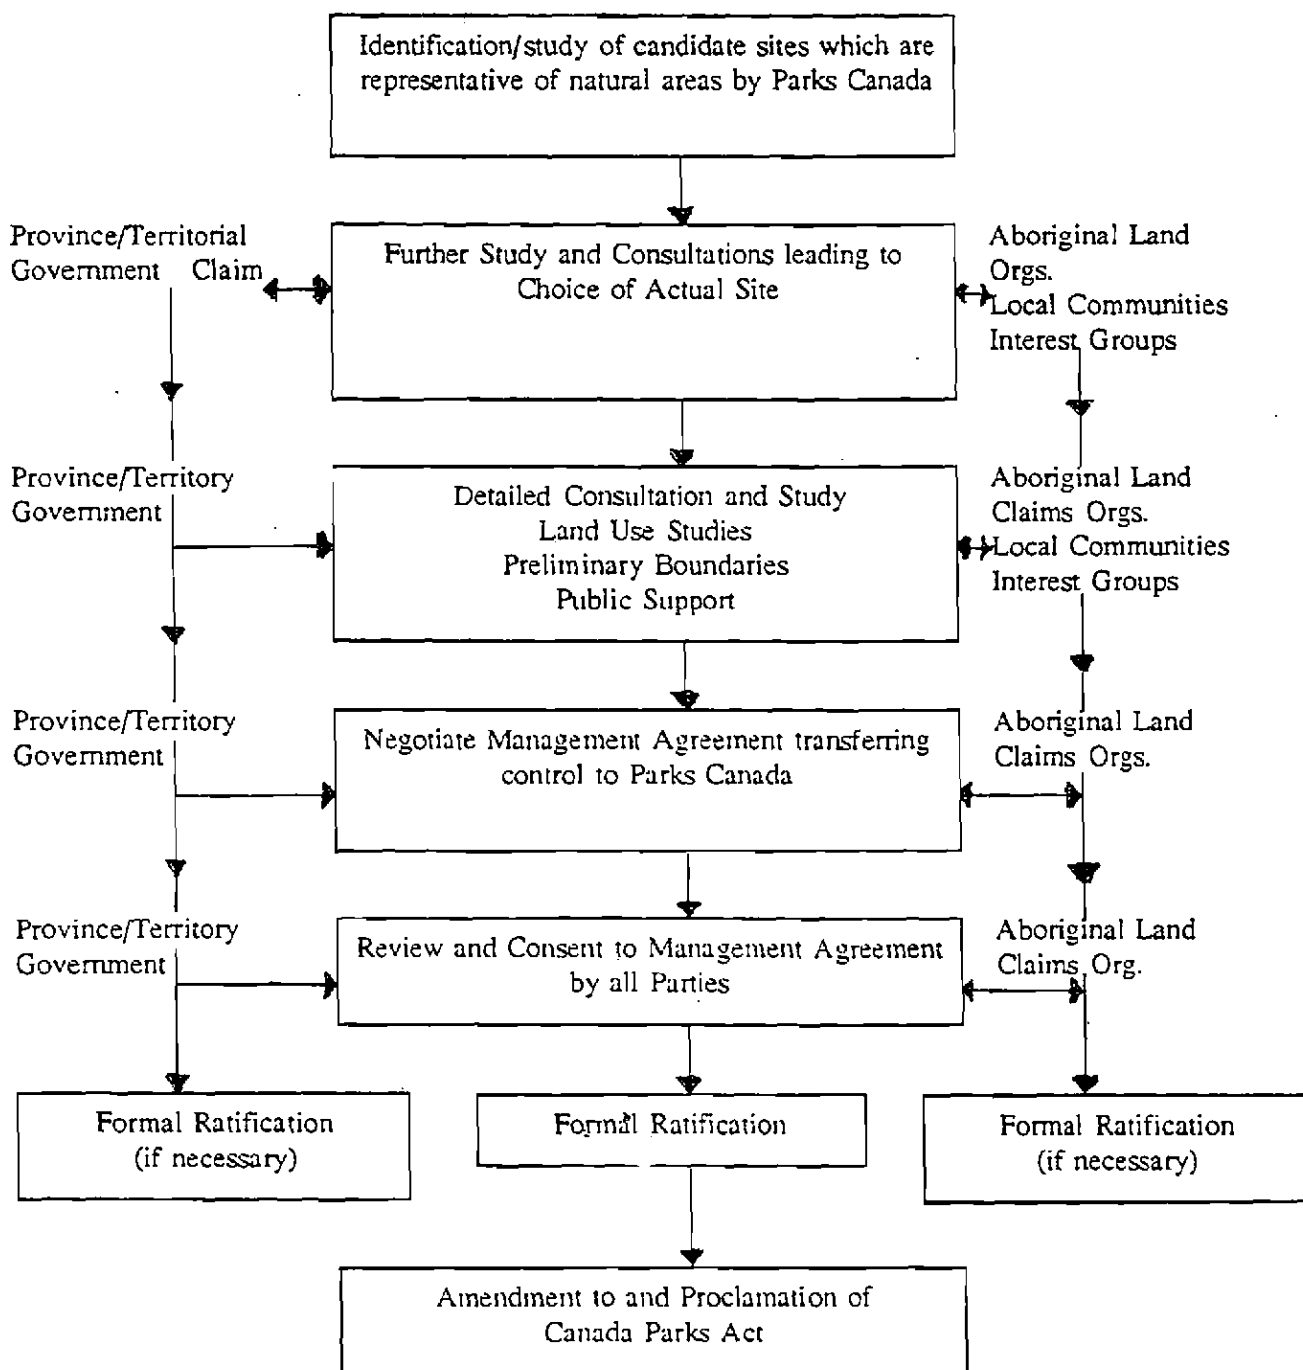 Identification/study of candidate sites which are
representative of natural areas by Parks Canada
Province/Territorial
Government Claim
Further Study and Consultations leading to
Choice of Actual Site
Aboriginal Land
Orgs.
Local Communities
Interest Groups
Province/Territory
Government
Detailed Consultation and Study
Land Use Studies
Preliminary Boundaries
Public Support
Aboriginal Land
Claims Orgs.
Local Communities
Interest Groups
Province/Territory
Government
Negotiate Management Agreement transferring
control to Parks Canada
Aboriginal Land
Claims Orgs.
Province/Territory
Government
Review and Consent to Management Agreement
by all Parties
Aboriginal Land
Claims Org.
Formal Ratification
(if necessary)
Formal Ratification
Formal Ratification
(if necessary)
Amendment to and Proclamation of
Canada Parks Act